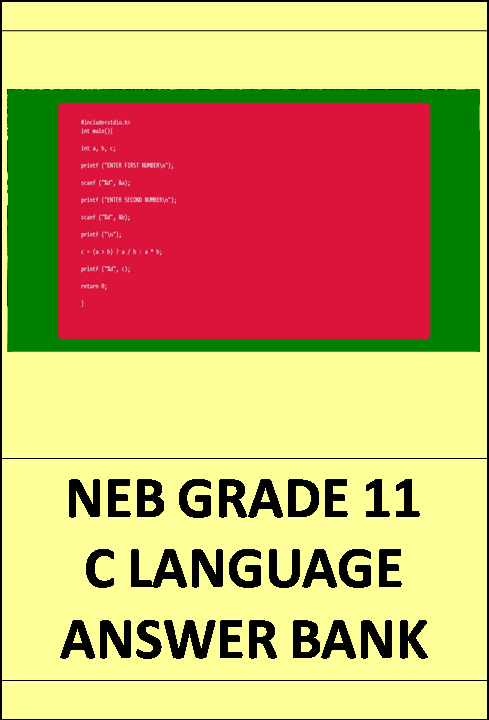 #include<stdio.h>
int main(){
int a, b, c;
printf ("ENTER FIRST NUMBER\n");
scanf ("%d", &a);
printf ("ENTER SECOND NUMBER\n");
scanf ("%d", &b);
printf ("\n");
c = (a > b) ? a / b : a * b;
printf ("%d", c);
return 0;
}
NEB GRADE 11
C LANGUAGE
ANSWER BANK